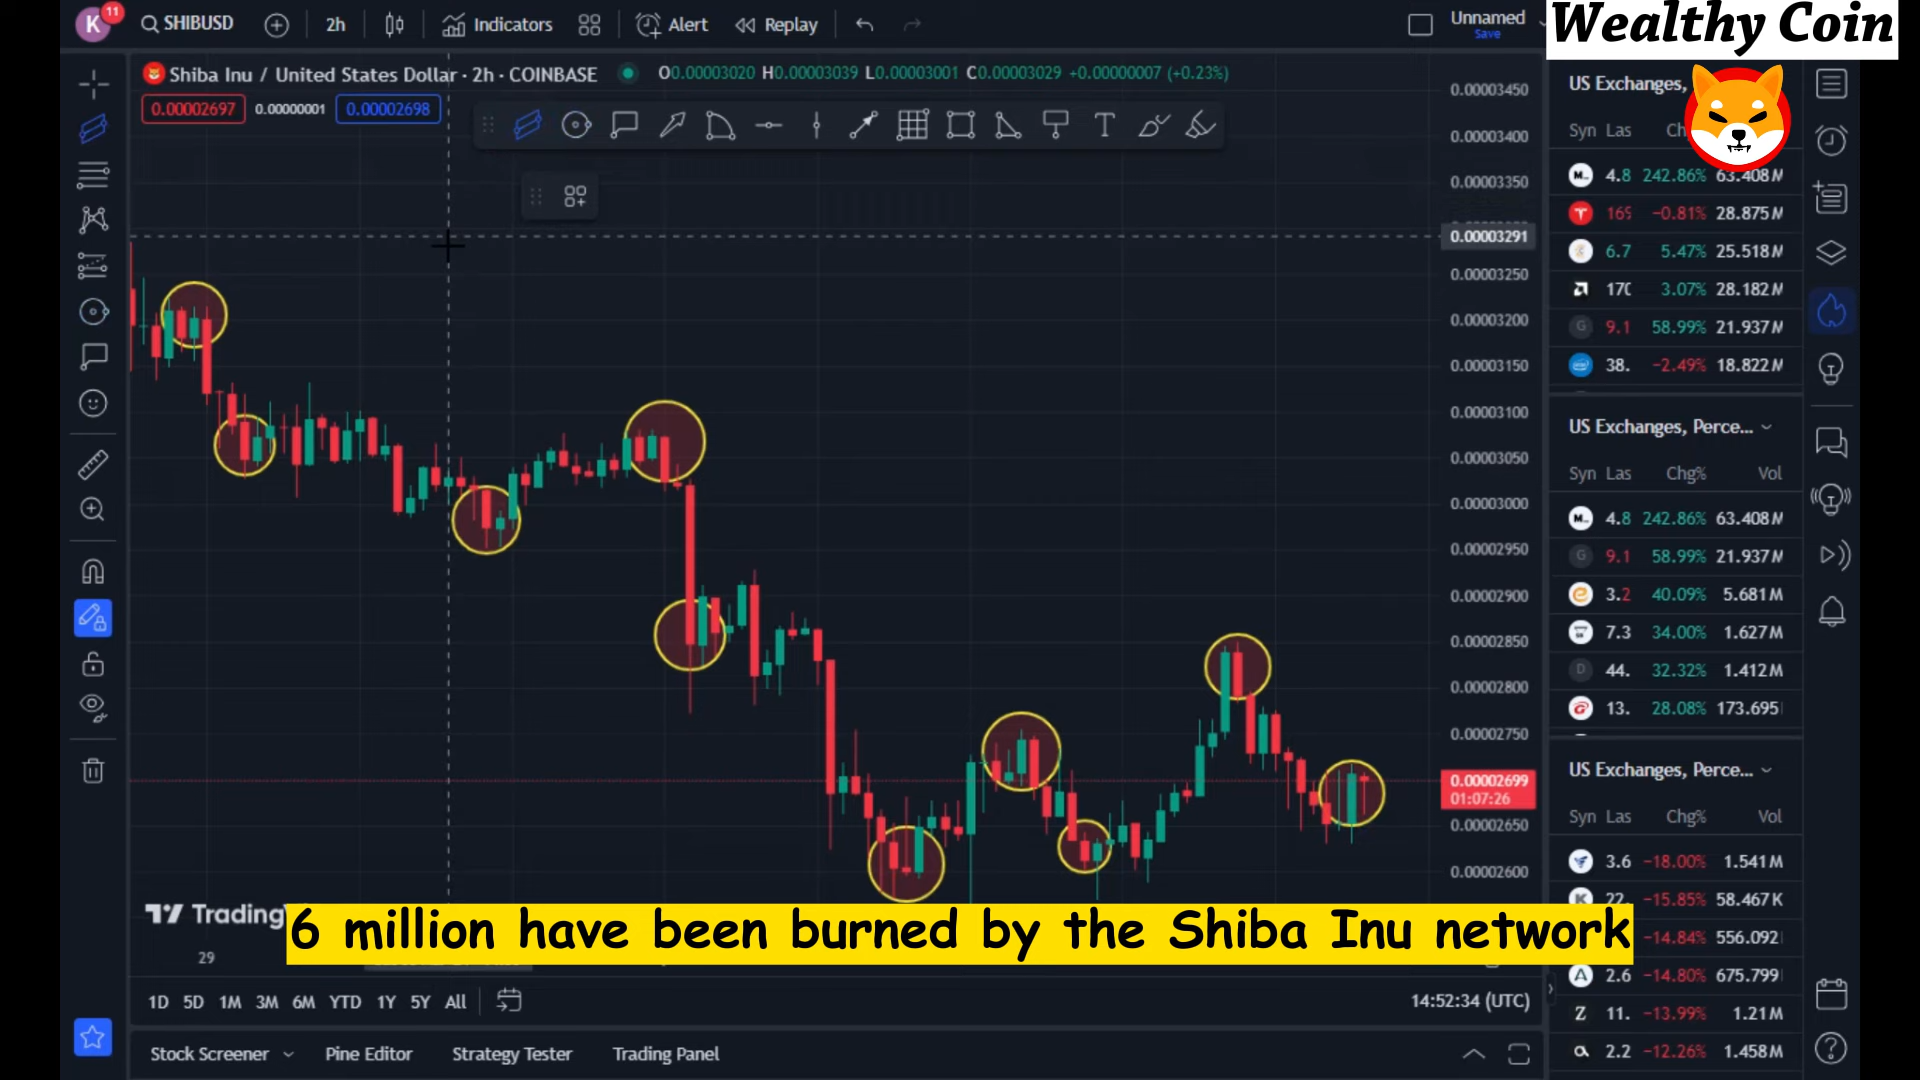 K
11
SHIBUSD
2h
Indicators
Alert
Replay
Unnamed
Save
Wealthy Coin
Shiba Inu / United States Dollar · 2h · COINBASE
O0.00003020 H0.00003039 L0.00003001 C0.00003029 +0.00000007 (+0.23%)
0.00002697
0.00000001
0.00002698
T
0.00003450
0.00003400
0.00003350
0.00003291
0.00003250
0.00003200
0.00003150
0.00003100
0.00003050
0.00003000
0.00002950
0.00002900
0.00002850
0.00002800
0.00002750
0.00002699
01:07:26
0.00002650
0.00002600
US Exchanges,
Syn Las
4.8 242.86% 63.408M
169 -0.81% 28.875M
6.7 5.47% 25.518M
170 3.07% 28.182M
G 9.1 58.99% 21.937M
38. -2.49% 18.822M
US Exchanges, Perce...
Syn Las Chg% Vol
4.8 242.86% 63.408M
G 9.1 58.99% 21.937M
3.2 40.09% 5.681M
7.3 34.00% 1.627M
D 44. 32.32% 1.412M
13. 28.08% 173.695
US Exchanges, Perce...
Syn Las Chg% Vol
3.6 -18.00% 1.541M
22. -15.85% 58.467K
-14.84% 556.092
A 2.6 -14.80% 675.799
Z 11. -13.99% 1.21M
2.2 -12.26% 1.458M
Trading
6 million have been burned by the Shiba Inu network
29
1D 5D 1M 3M 6M YTD 1Y 5Y All
14:52:34 (UTC)
Stock Screener
Pine Editor
Strategy Tester
Trading Panel